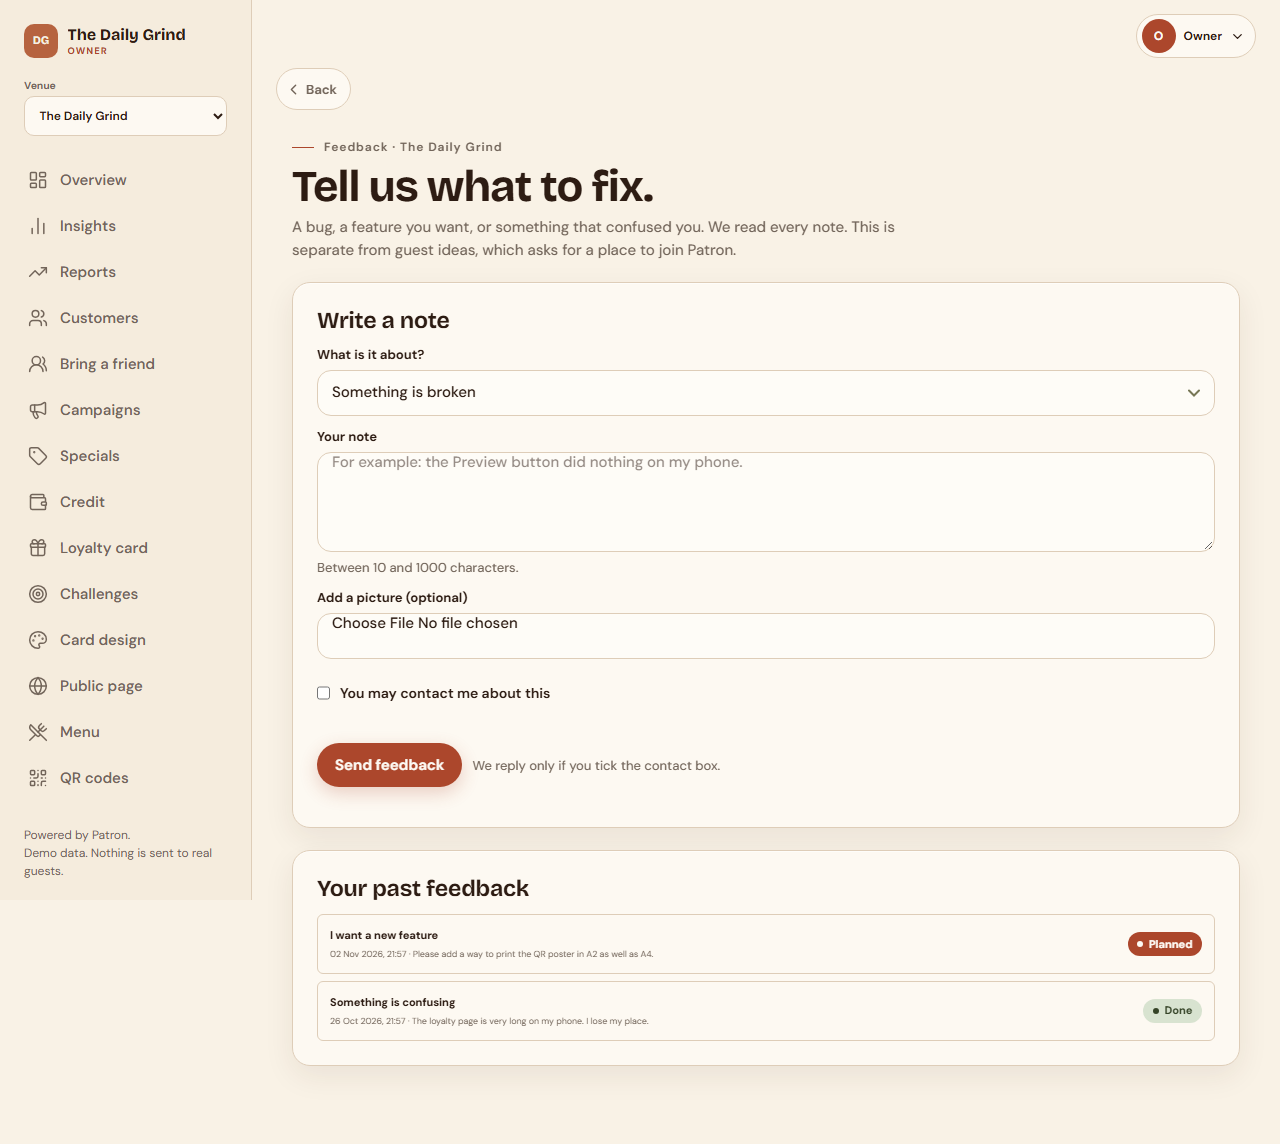 DG
The Daily Grind
OWNER
Venue
The Daily Grind
Overview
Insights
Reports
Customers
Bring a friend
Campaigns
Specials
Credit
Loyalty card
Challenges
Card design
Public page
Menu
QR codes
Powered by Patron.
Demo data. Nothing is sent to real
guests.
O
Owner
Back
Feedback · The Daily Grind
Tell us what to fix.
A bug, a feature you want, or something that confused you. We read every note. This is
separate from guest ideas, which asks for a place to join Patron.
Write a note
What is it about?
Something is broken
Your note
For example: the Preview button did nothing on my phone.
Between 10 and 1000 characters.
Add a picture (optional)
Choose File No file chosen
You may contact me about this
Send feedback
We reply only if you tick the contact box.
Your past feedback
I want a new feature
02 Nov 2026, 21:57 · Please add a way to print the QR poster in A2 as well as A4.
Planned
Something is confusing
26 Oct 2026, 21:57 · The loyalty page is very long on my phone. I lose my place.
Done